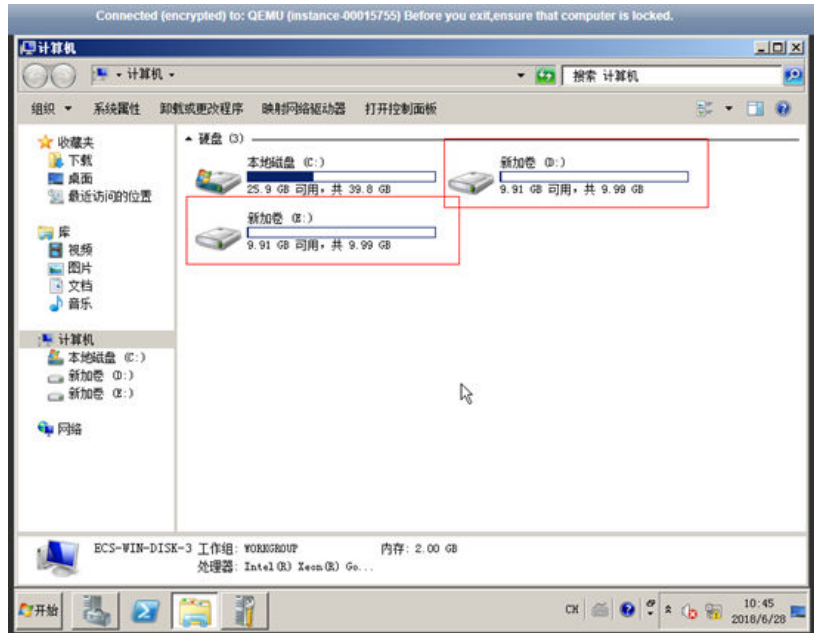 Connected (encrypted) to: QEMU (instance-00015755) Before you exit,ensure that computer is locked.
计算机
计算机
搜索 计算机
组织 系统属性 卸载或更改程序 映射网络驱动器 打开控制面板
收藏夹
下载
桌面
最近访问的位置
库
视频
图片
文档
音乐
计算机
本地磁盘 (C:)
新加卷 (D:)
新加卷 (E:)
网络
硬盘 (3)
本地磁盘 (C:)
25.9 GB 可用，共 39.8 GB
新加卷 (D:)
9.91 GB 可用，共 9.99 GB
新加卷 (E:)
9.91 GB 可用，共 9.99 GB
ECS-WIN-DISK-3 工作组: WORKGROUP 内存: 2.00 GB
处理器: Intel(R) Xeon(R) Go...
开始
CH
10:45
2018/6/28